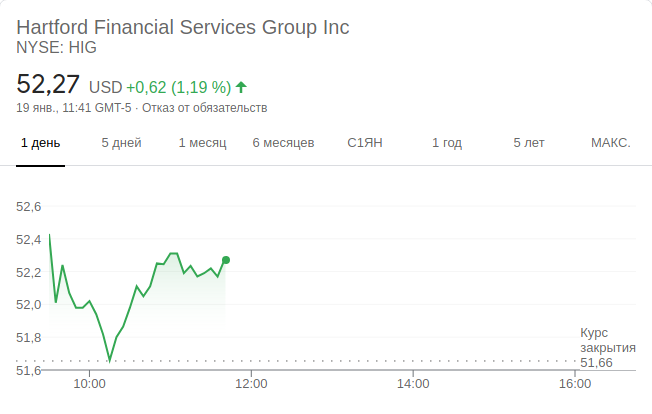 Hartford Financial Services Group Inc
NYSE: HIG
52,27 USD +0,62 (1,19 %)
19 янв., 11:41 GMT-5 · Отказ от обязательств
1 день 5 дней 1 месяц 6 месяцев С1ЯН 1 год 5 лет МАКС.
52,6
52,4
52,2
52,0
51,8
51,6
Курс
закрытия
51,66
10:00 12:00 14:00 16:00